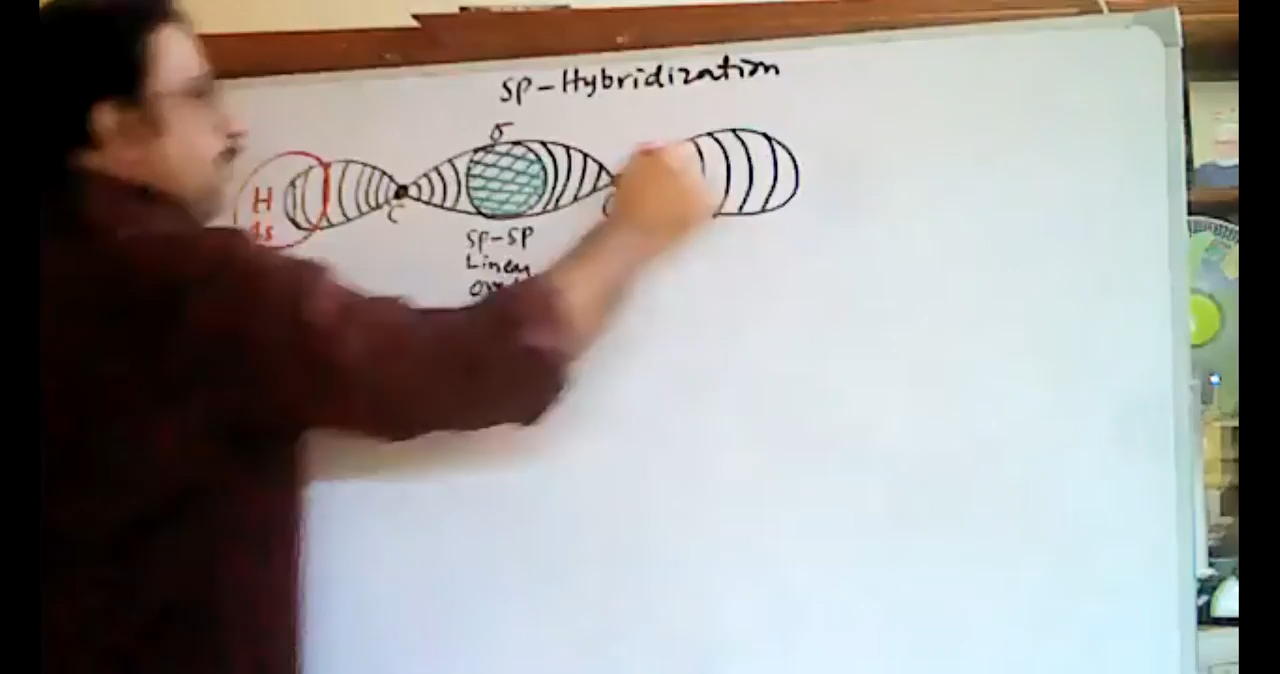 SP-Hybridization
σ
H
1s
C
SP-SP
Linear